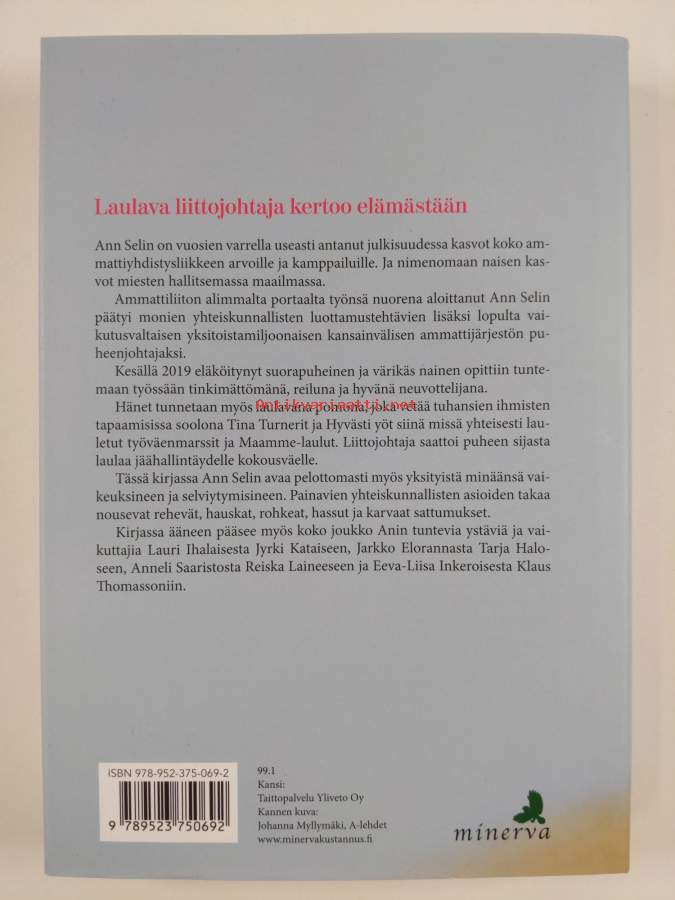 Laulava liittojohtaja kertoo elämästään
Ann Selin on vuosien varrella useasti antanut julkisuudessa kasvot koko am-
mattiyhdistysliikkeen arvoille ja kamppailuille. Ja nimenomaan naisen kas-
vot miesten hallitsemassa maailmassa.
Ammattiliiton alimmalta portaalta työnsä nuorena aloittanut Ann Selin
päätyi monien yhteiskunnallisten luottamustehtävien lisäksi lopulta vai-
kutusvaltaisen yksitoistamiljoonaisen kansainvälisen ammattijärjestön pu-
heenjohtajaksi.
Kesällä 2019 eläköitynyt suorapuheinen ja värikäs nainen opittiin tunte-
maan työssään tinkimättömänä, reiluna ja hyvänä neuvottelijana.
Antikvariaatti.net
Hänet tunnetaan myös laulavana pomona, joka vetää tuhansien ihmisten
tapaamisissa soolona Tina Turnerit ja Hyvästi yöt siinä missä yhteisesti lau-
letut työväenmarssit ja Maamme-laulut. Liittojohtaja saattoi puheen sijasta
laulaa jäähallintäydelle kokousväelle.
Tässä kirjassa Ann Selin avaa pelottomasti myös yksityistä minäänsä vai-
keuksineen ja selviytymisineen. Painavien yhteiskunnallisten asioiden takaa
nousevat rehevät, hauskat, rohkeat, hassut ja karvaat sattumukset.
Kirjassa ääneen pääsee myös koko joukko Anin tuntevia ystäviä ja vai-
kuttajia Lauri Ihalaisesta Jyrki Kataiseen, Jarkko Elorannasta Tarja Halo-
seen, Anneli Saaristosta Reiska Laineeseen ja Eeva-Liisa Inkeroisesta Klaus
Thomassoniin.
ISBN 978-952-375-069-2
9 789523 750692
99.1
Kansi:
Taittopalvelu Yliveto Oy
Kannen kuva:
Johanna Myllymäki, A-lehdet
www.minervakustannus.fi
minerva